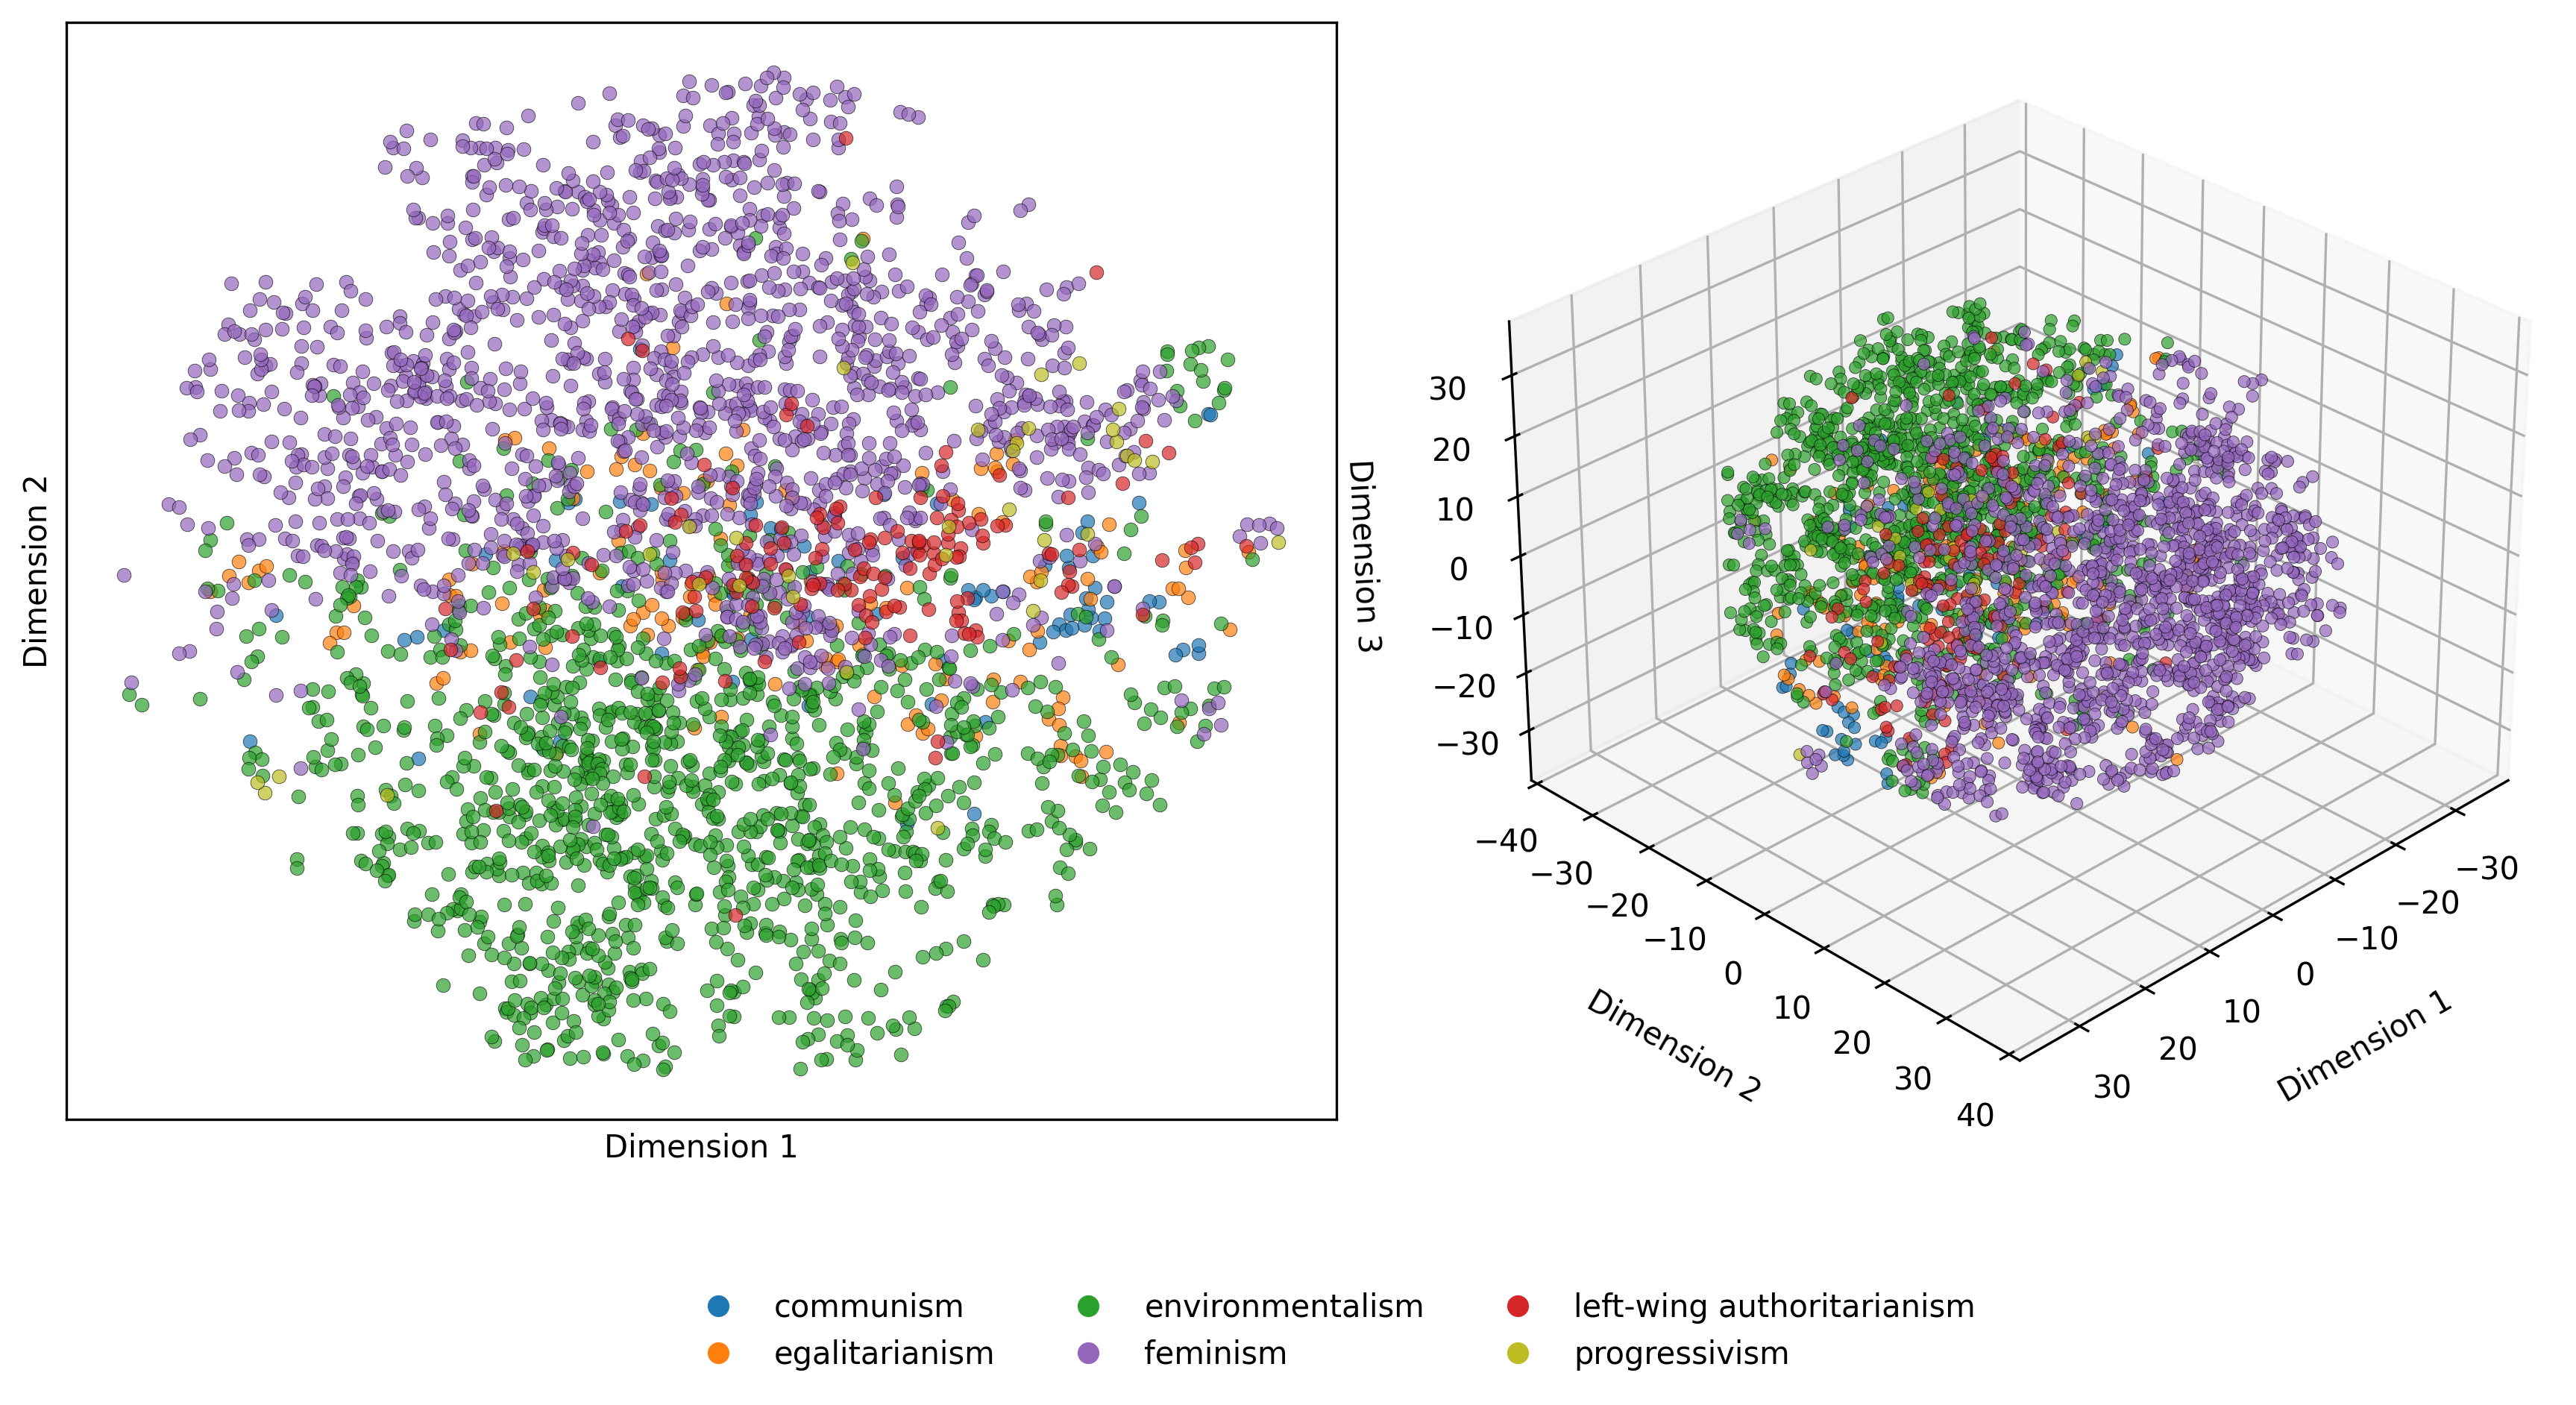 Dimension 2
Dimension 1
Dimension 3
30
20
10
0
−10
−20
−30
−40
−30
−20
−10
0
10
20
30
40
Dimension 2
30
20
10
0
−10
−20
−30
Dimension 1
communism
egalitarianism
environmentalism
feminism
left-wing authoritarianism
progressivism